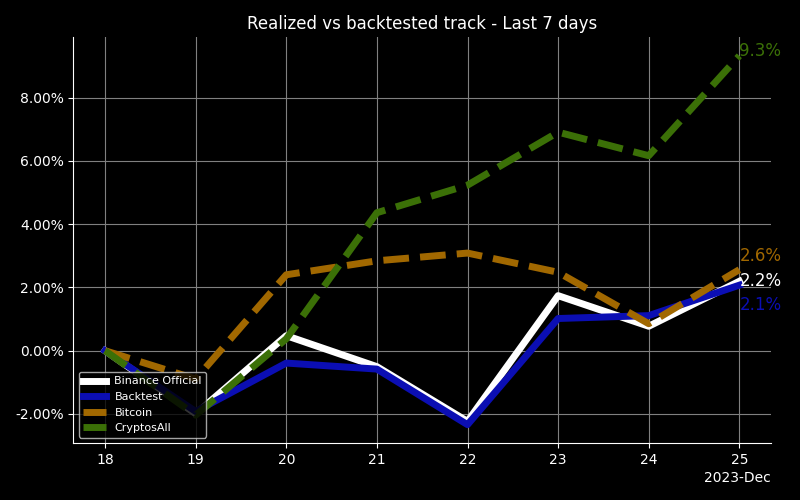 Realized vs backtested track - Last 7 days
9.3%
8.00%
6.00%
4.00%
2.6%
2.00%
2.2%
2.1%
0.00%
-2.00%
Binance Official
Backtest
Bitcoin
CryptosAll
18 19 20 21 22 23 24 25
2023-Dec